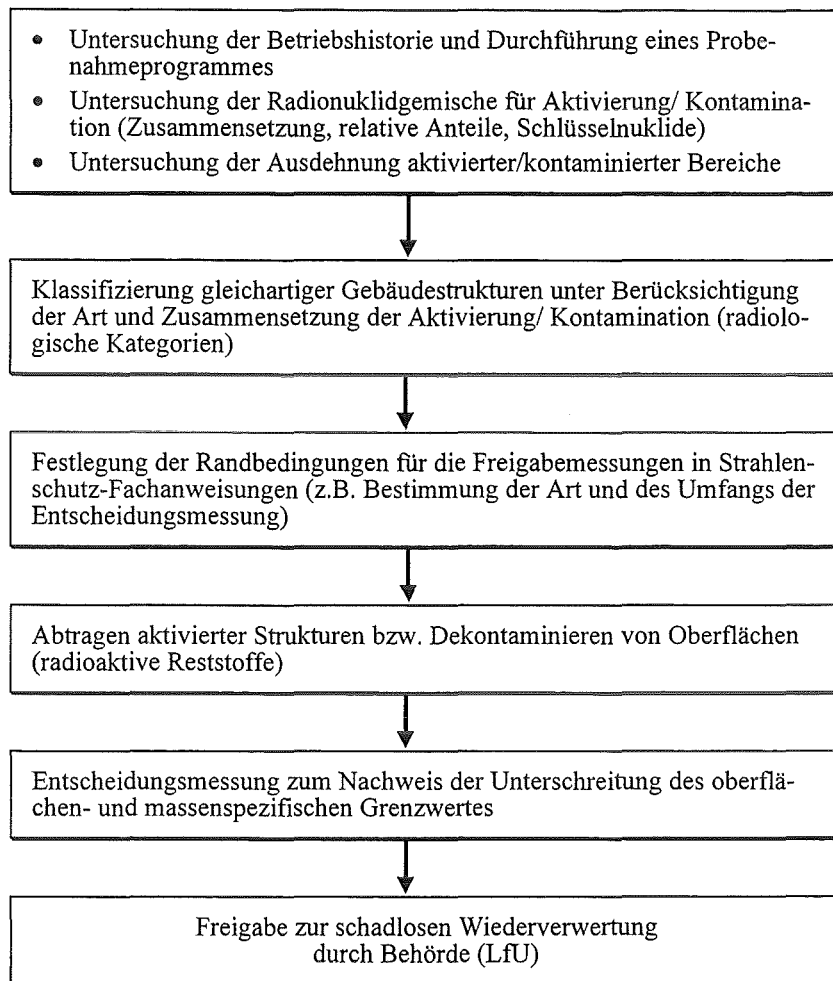 • Untersuchung der Betriebshistorie und Durchführung eines Probe-
nahmeprogrammes
• Untersuchung der Radionuklidgemische für Aktivierung/ Kontamina-
tion (Zusammensetzung, relative Anteile, Schlüsselnuklide)
• Untersuchung der Ausdehnung aktivierter/kontaminierter Bereiche
Klassifizierung gleichartiger Gebäudestrukturen unter Berücksichtigung
der Art und Zusammensetzung der Aktivierung/ Kontamination (radiolo-
gische Kategorien)
Festlegung der Randbedingungen für die Freigabemessungen in Strahlen-
schutz-Fachanweisungen (z.B. Bestimmung der Art und des Umfangs der
Entscheidungsmessung)
Abtragen aktivierter Strukturen bzw. Dekontaminieren von Oberflächen
(radioaktive Reststoffe)
Entscheidungsmessung zum Nachweis der Unterschreitung des oberflä-
chen- und massenspezifischen Grenzwertes
Freigabe zur schadlosen Wiederverwertung
durch Behörde (LfU)